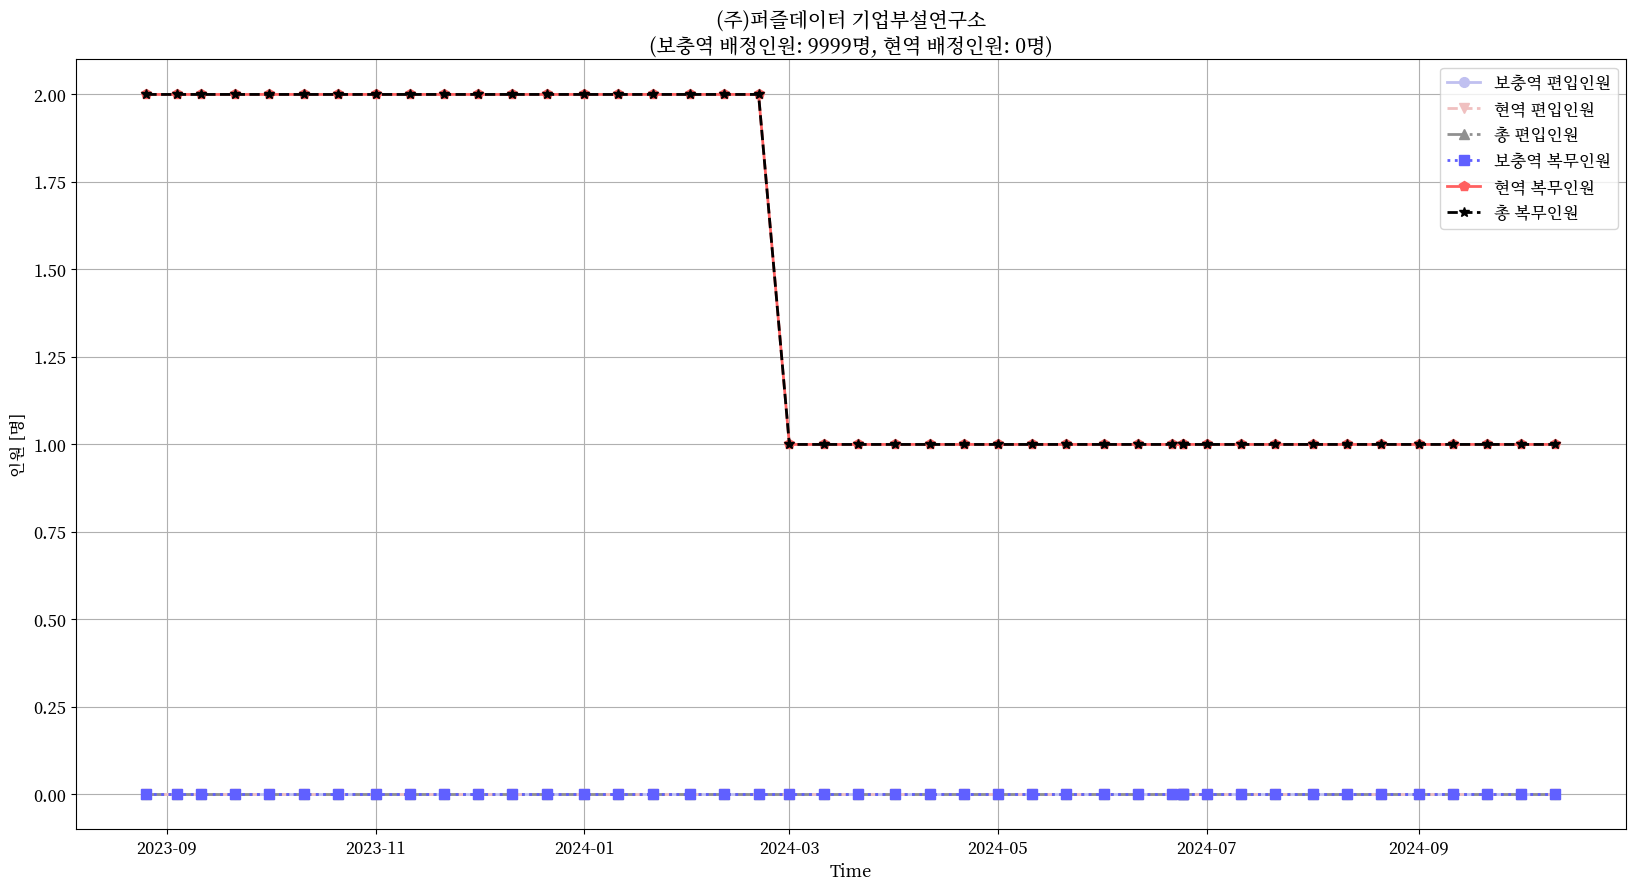 (주)퍼즐데이터 기업부설연구소
(보충역 배정인원: 9999명, 현역 배정인원: 0명)
보충역 편입인원
현역 편입인원
총 편입인원
보충역 복무인원
현역 복무인원
총 복무인원
인원 [명]
2.00
1.75
1.50
1.25
1.00
0.75
0.50
0.25
0.00
2023-09 2023-11 2024-01 2024-03 2024-05 2024-07 2024-09
Time